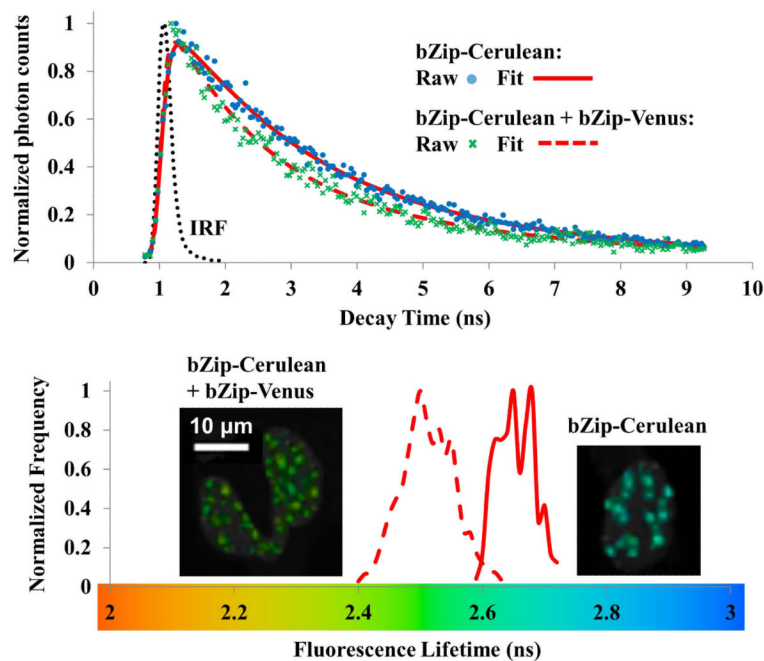 Normalized photon counts
1
0.8
0.6
0.4
0.2
0
bZip-Cerulean:
Raw Fit
bZip-Cerulean + bZip-Venus:
Raw Fit
IRF
0 1 2 3 4 5 6 7 8 9 10
Decay Time (ns)
Normalized Frequency
1
0.8
0.6
0.4
0.2
0
bZip-Cerulean
+ bZip-Venus
10 µm
bZip-Cerulean
2 2.2 2.4 2.6 2.8 3
Fluorescence Lifetime (ns)